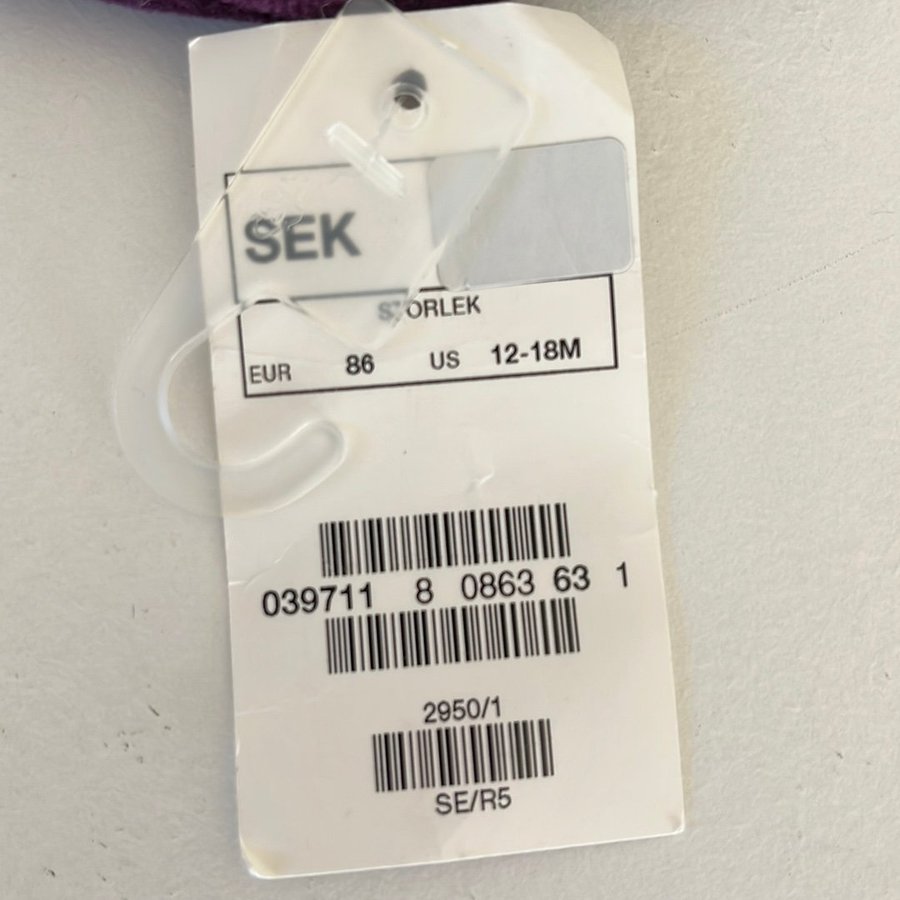 SEK
STORLEK
EUR 86 US 12-18M
039711 8 0863 63 1
2950/1
SE/R5